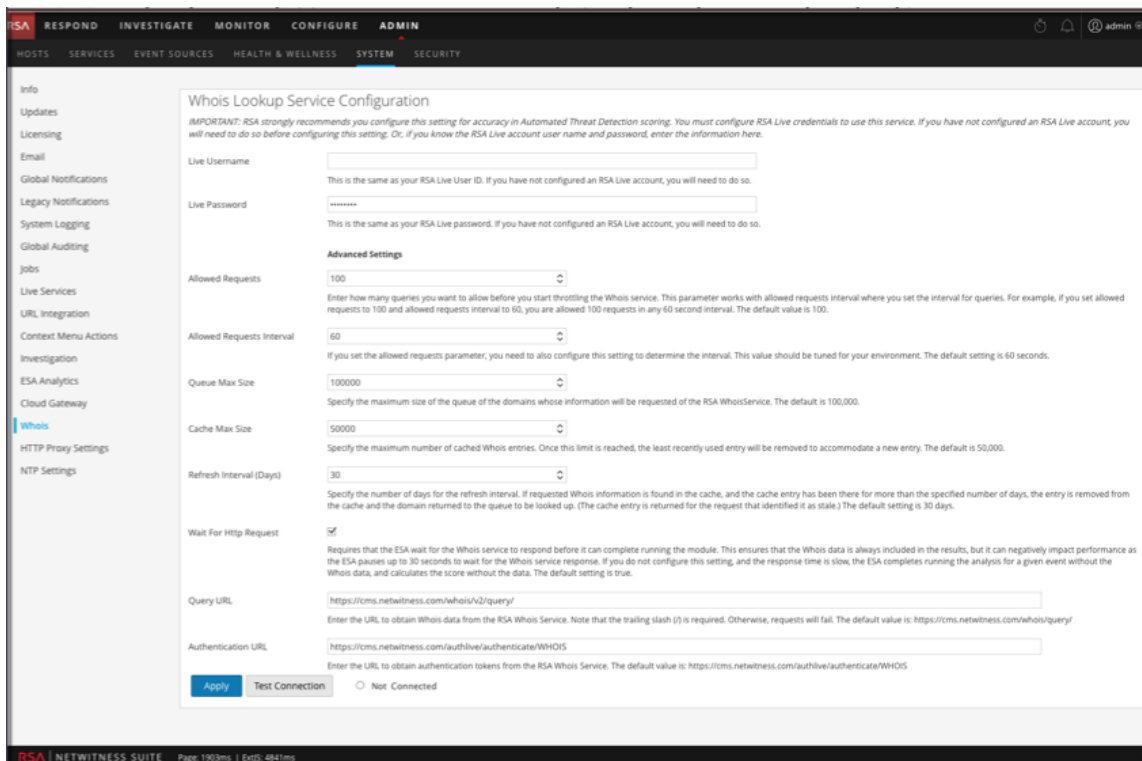 RSA RESPOND INVESTIGATE MONITOR CONFIGURE ADMIN admin
HOSTS SERVICES EVENT SOURCES HEALTH & WELLNESS SYSTEM SECURITY
Info
Updates
Licensing
Email
Global Notifications
Legacy Notifications
System Logging
Global Auditing
Jobs
Live Services
URL Integration
Context Menu Actions
Investigation
ESA Analytics
Cloud Gateway
Whois
HTTP Proxy Settings
NTP Settings
Whois Lookup Service Configuration
IMPORTANT: RSA strongly recommends you configure this setting for accuracy in Automated Threat Detection scoring. You must configure RSA Live credentials to use this service. If you have not configured an RSA Live account, you
will need to do so before configuring this setting. Or, if you know the RSA Live account user name and password, enter the information here.
Live Username
This is the same as your RSA Live User ID. If you have not configured an RSA Live account, you will need to do so.
Live Password ••••••••
This is the same as your RSA Live password. If you have not configured an RSA Live account, you will need to do so.
Advanced Settings
Allowed Requests 100
Enter how many queries you want to allow before you start throttling the Whois service. This parameter works with allowed requests interval where you set the interval for queries. For example, if you set allowed
requests to 100 and allowed requests interval to 60, you are allowed 100 requests in any 60 second interval. The default value is 100.
Allowed Requests Interval 60
If you set the allowed requests parameter, you need to also configure this setting to determine the interval. This value should be tuned for your environment. The default setting is 60 seconds.
Queue Max Size 100000
Specify the maximum size of the queue of the domains whose information will be requested of the RSA WhoisService. The default is 100,000.
Cache Max Size 50000
Specify the maximum number of cached Whois entries. Once this limit is reached, the least recently used entry will be removed to accommodate a new entry. The default is 50,000.
Refresh Interval (Days) 30
Specify the number of days for the refresh interval. If requested Whois information is found in the cache, and the cache entry has been there for more than the specified number of days, the entry is removed from
the cache and the domain returned to the queue to be looked up. (The cache entry is returned for the request that identified it as stale.) The default setting is 30 days.
Wait For Http Request
Requires that the ESA wait for the Whois service to respond before it can complete running the module. This ensures that the Whois data is always included in the results, but it can negatively impact performance as
the ESA pauses up to 30 seconds to wait for the Whois service response. If you do not configure this setting, and the response time is slow, the ESA completes running the analysis for a given event without the
Whois data, and calculates the score without the data. The default setting is true.
Query URL https://cms.netwitness.com/whois/v2/query/
Enter the URL to obtain Whois data from the RSA Whois Service. Note that the trailing slash (/) is required. Otherwise, requests will fail. The default value is: https://cms.netwitness.com/whois/query/
Authentication URL https://cms.netwitness.com/authlive/authenticate/WHOIS
Enter the URL to obtain authentication tokens from the RSA Whois Service. The default value is: https://cms.netwitness.com/authlive/authenticate/WHOIS
Apply Test Connection Not Connected
RSA NETWITNESS SUITE Page: 1903ms | ExtJS: 4841ms